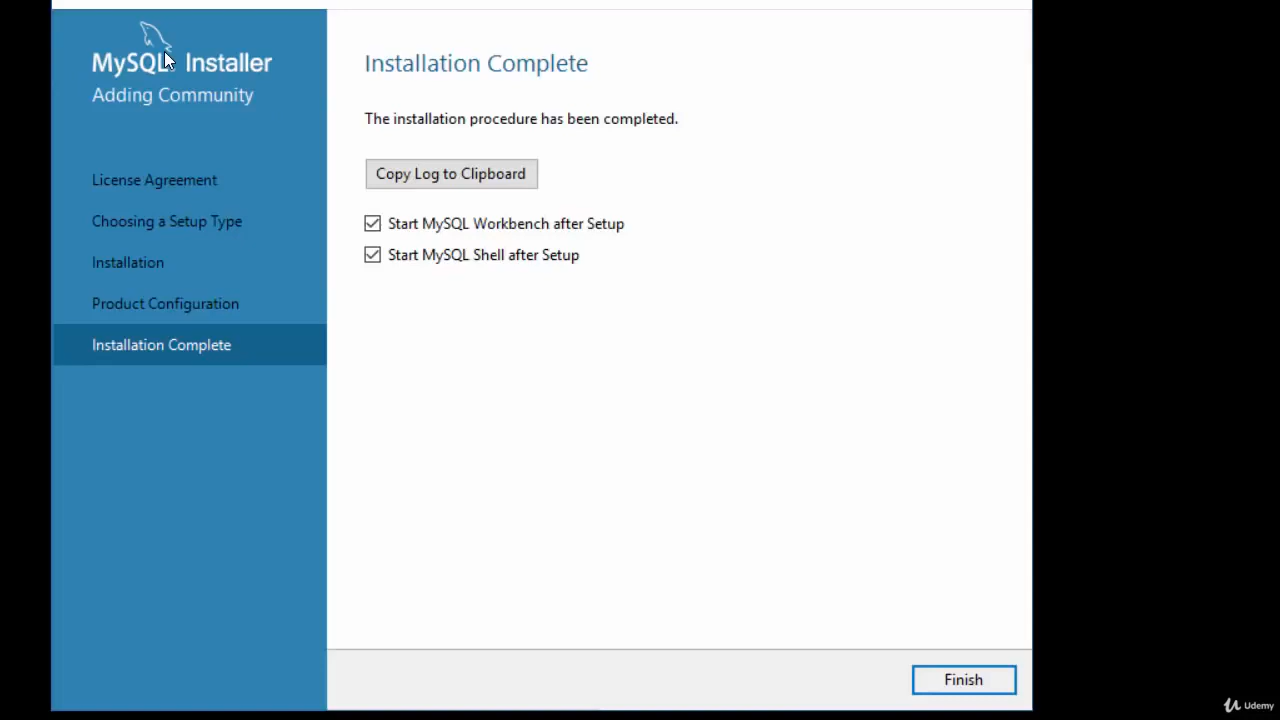 MySQL Installer
Adding Community
License Agreement
Choosing a Setup Type
Installation
Product Configuration
Installation Complete
Installation Complete
The installation procedure has been completed.
Copy Log to Clipboard
Start MySQL Workbench after Setup
Start MySQL Shell after Setup
Finish
Udemy